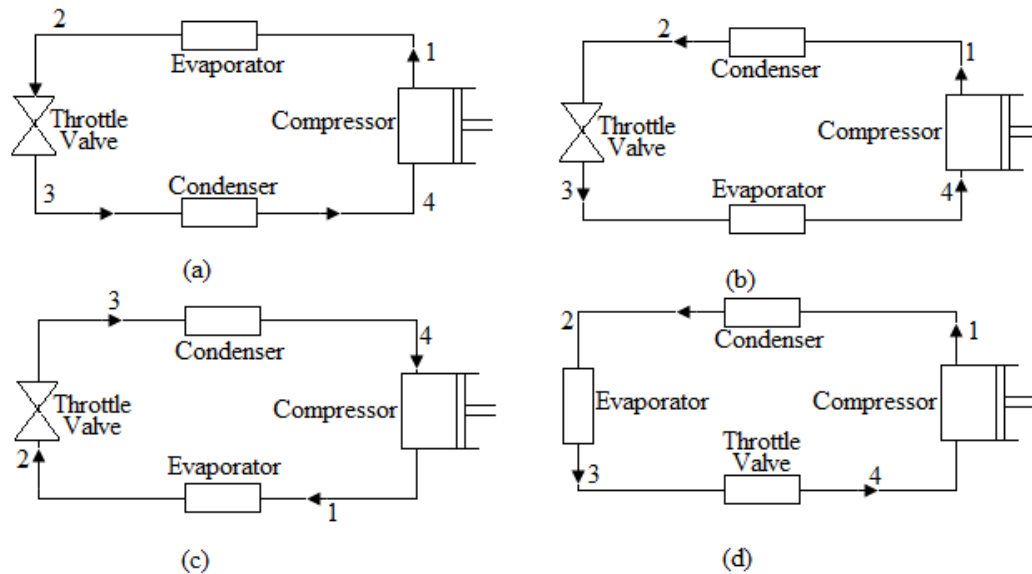 2
Evaporator
1
Throttle
Valve
Compressor
3
Condenser
4
(a)
2
Condenser
1
Throttle
Valve
Compressor
3
Evaporator
4
(b)
3
Condenser
4
Throttle
Valve
Compressor
2
Evaporator
1
(c)
2
Condenser
1
Evaporator
Compressor
Throttle
Valve
3
4
(d)